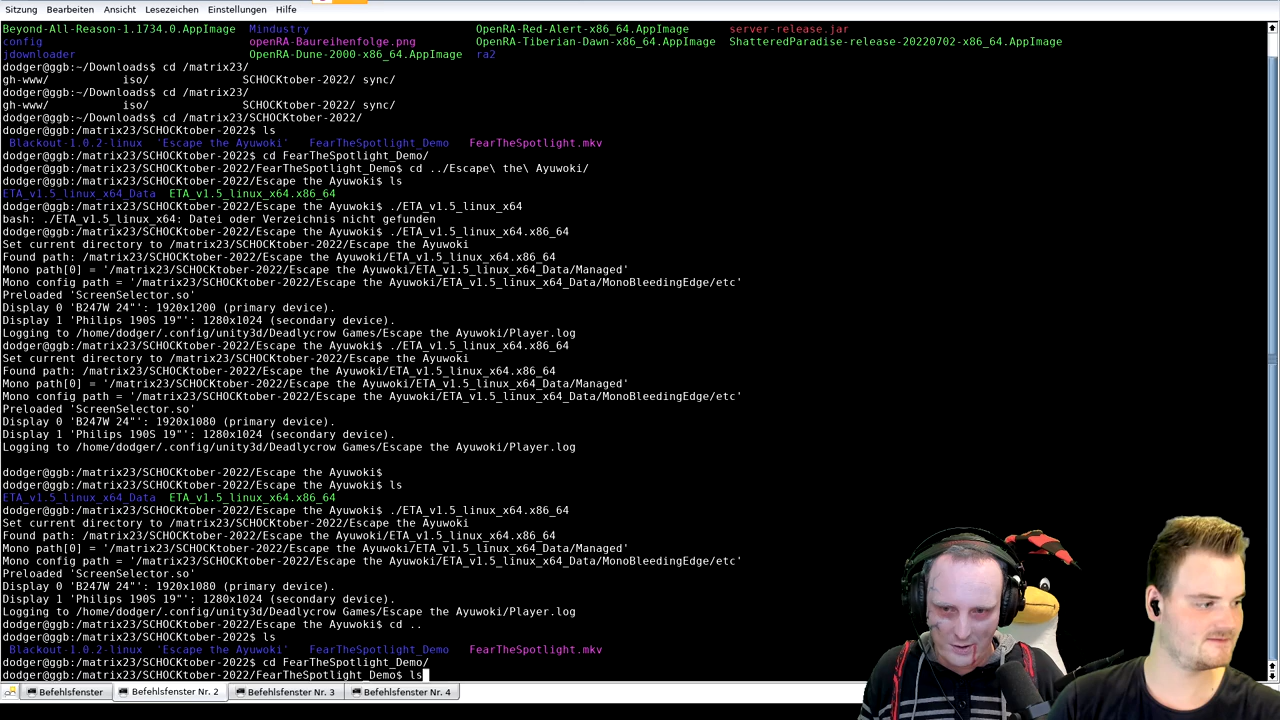 Sitzung Bearbeiten Ansicht Lesezeichen Einstellungen Hilfe
Beyond-All-Reason-1.1734.0.AppImage Mindustry OpenRA-Red-Alert-x86_64.AppImage server-release.jar
config openRA-Baureihenfolge.png OpenRA-Tiberian-Dawn-x86_64.AppImage ShatteredParadise-release-20220702-x86_64.AppImage
jdownloader OpenRA-Dune-2000-x86_64.AppImage ra2
dodger@ggb:~/Downloads$ cd /matrix23/
gh-www/ iso/ SCHOCKtober-2022/ sync/
dodger@ggb:~/Downloads$ cd /matrix23/
gh-www/ iso/ SCHOCKtober-2022/ sync/
dodger@ggb:~/Downloads$ cd /matrix23/SCHOCKtober-2022/
dodger@ggb:/matrix23/SCHOCKtober-2022$ ls
Blackout-1.0.2-linux 'Escape the Ayuwoki' FearTheSpotlight_Demo FearTheSpotlight.mkv
dodger@ggb:/matrix23/SCHOCKtober-2022$ cd FearTheSpotlight_Demo/
dodger@ggb:/matrix23/SCHOCKtober-2022/FearTheSpotlight_Demo$ cd ../Escape\ the\ Ayuwoki/
dodger@ggb:/matrix23/SCHOCKtober-2022/Escape the Ayuwoki$ ls
ETA_v1.5_linux_x64_Data ETA_v1.5_linux_x64.x86_64
dodger@ggb:/matrix23/SCHOCKtober-2022/Escape the Ayuwoki$ ./ETA_v1.5_linux_x64
bash: ./ETA_v1.5_linux_x64: Datei oder Verzeichnis nicht gefunden
dodger@ggb:/matrix23/SCHOCKtober-2022/Escape the Ayuwoki$ ./ETA_v1.5_linux_x64.x86_64
Set current directory to /matrix23/SCHOCKtober-2022/Escape the Ayuwoki
Found path: /matrix23/SCHOCKtober-2022/Escape the Ayuwoki/ETA_v1.5_linux_x64.x86_64
Mono path[0] = '/matrix23/SCHOCKtober-2022/Escape the Ayuwoki/ETA_v1.5_linux_x64_Data/Managed'
Mono config path = '/matrix23/SCHOCKtober-2022/Escape the Ayuwoki/ETA_v1.5_linux_x64_Data/MonoBleedingEdge/etc'
Preloaded 'ScreenSelector.so'
Display 0 'B247W 24"': 1920x1200 (primary device).
Display 1 'Philips 190S 19"': 1280x1024 (secondary device).
Logging to /home/dodger/.config/unity3d/Deadlycrow Games/Escape the Ayuwoki/Player.log
dodger@ggb:/matrix23/SCHOCKtober-2022/Escape the Ayuwoki$ ./ETA_v1.5_linux_x64.x86_64
Set current directory to /matrix23/SCHOCKtober-2022/Escape the Ayuwoki
Found path: /matrix23/SCHOCKtober-2022/Escape the Ayuwoki/ETA_v1.5_linux_x64.x86_64
Mono path[0] = '/matrix23/SCHOCKtober-2022/Escape the Ayuwoki/ETA_v1.5_linux_x64_Data/Managed'
Mono config path = '/matrix23/SCHOCKtober-2022/Escape the Ayuwoki/ETA_v1.5_linux_x64_Data/MonoBleedingEdge/etc'
Preloaded 'ScreenSelector.so'
Display 0 'B247W 24"': 1920x1080 (primary device).
Display 1 'Philips 190S 19"': 1280x1024 (secondary device).
Logging to /home/dodger/.config/unity3d/Deadlycrow Games/Escape the Ayuwoki/Player.log
dodger@ggb:/matrix23/SCHOCKtober-2022/Escape the Ayuwoki$
dodger@ggb:/matrix23/SCHOCKtober-2022/Escape the Ayuwoki$ ls
ETA_v1.5_linux_x64_Data ETA_v1.5_linux_x64.x86_64
dodger@ggb:/matrix23/SCHOCKtober-2022/Escape the Ayuwoki$ ./ETA_v1.5_linux_x64.x86_64
Set current directory to /matrix23/SCHOCKtober-2022/Escape the Ayuwoki
Found path: /matrix23/SCHOCKtober-2022/Escape the Ayuwoki/ETA_v1.5_linux_x64.x86_64
Mono path[0] = '/matrix23/SCHOCKtober-2022/Escape the Ayuwoki/ETA_v1.5_linux_x64_Data/Managed'
Mono config path = '/matrix23/SCHOCKtober-2022/Escape the Ayuwoki/ETA_v1.5_linux_x64_Data/MonoBleedingEdge/etc'
Preloaded 'ScreenSelector.so'
Display 0 'B247W 24"': 1920x1080 (primary device).
Display 1 'Philips 190S 19"': 1280x1024 (secondary device).
Logging to /home/dodger/.config/unity3d/Deadlycrow Games/Escape the Ayuwoki/Player.log
dodger@ggb:/matrix23/SCHOCKtober-2022/Escape the Ayuwoki$ cd ..
dodger@ggb:/matrix23/SCHOCKtober-2022$ ls
Blackout-1.0.2-linux 'Escape the Ayuwoki' FearTheSpotlight_Demo FearTheSpotlight.mkv
dodger@ggb:/matrix23/SCHOCKtober-2022$ cd FearTheSpotlight_Demo/
dodger@ggb:/matrix23/SCHOCKtober-2022/FearTheSpotlight_Demo$ ls
Befehlsfenster Befehlsfenster Nr. 2 Befehlsfenster Nr. 3 Befehlsfenster Nr. 4